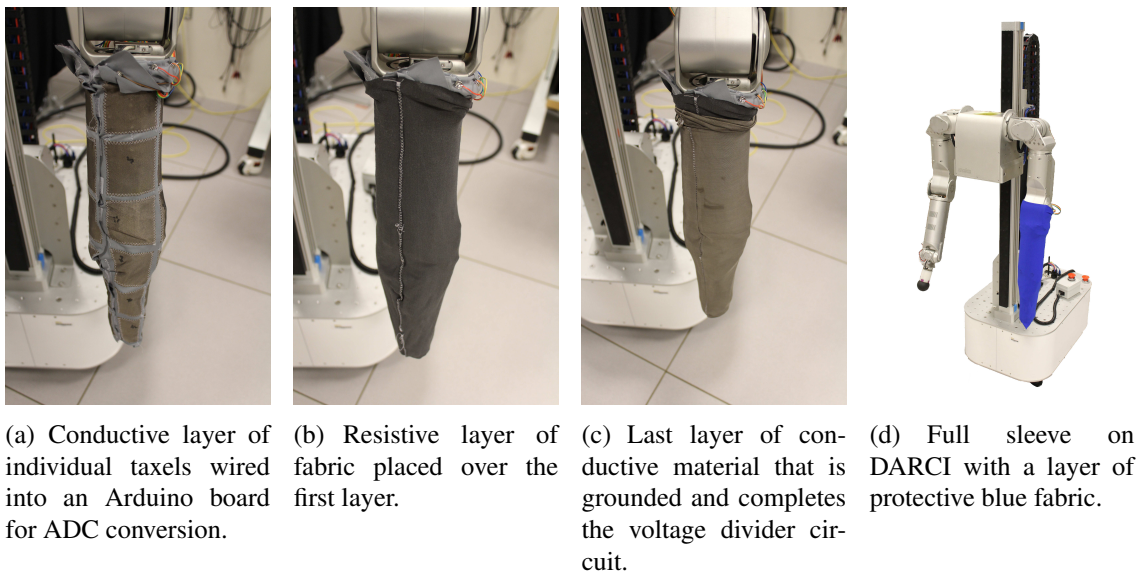 (a) Conductive layer of
individual taxels wired
into an Arduino board
for ADC conversion.
(b) Resistive layer of
fabric placed over the
first layer.
(c) Last layer of con-
ductive material that is
grounded and completes
the voltage divider cir-
cuit.
(d) Full sleeve on
DARCI with a layer of
protective blue fabric.